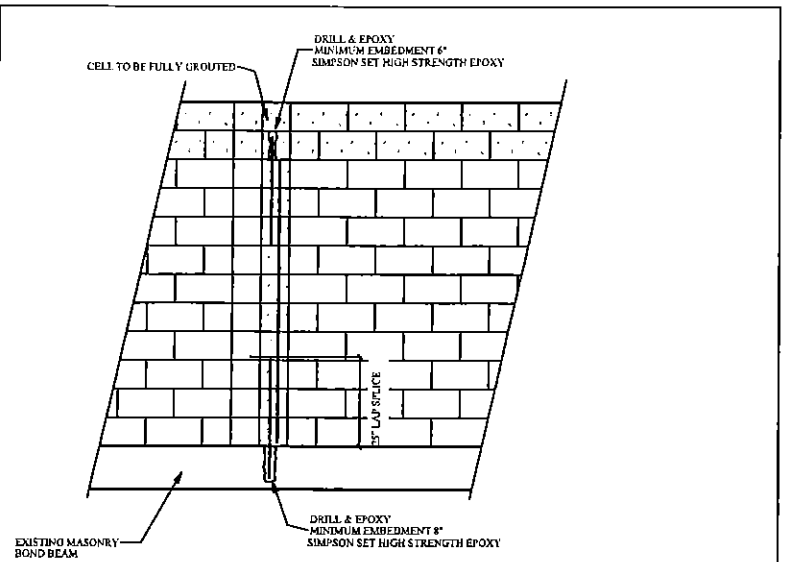 DRILL & EPOXY
MINIMUM EMBEDMENT 6"
SIMPSON SET HIGH STRENGTH EPOXY
CELL TO BE FULLY GROUTED
25" LAP SPLICE
DRILL & EPOXY
MINIMUM EMBEDMENT 8"
SIMPSON SET HIGH STRENGTH EPOXY
EXISTING MASONRY
BOND BEAM